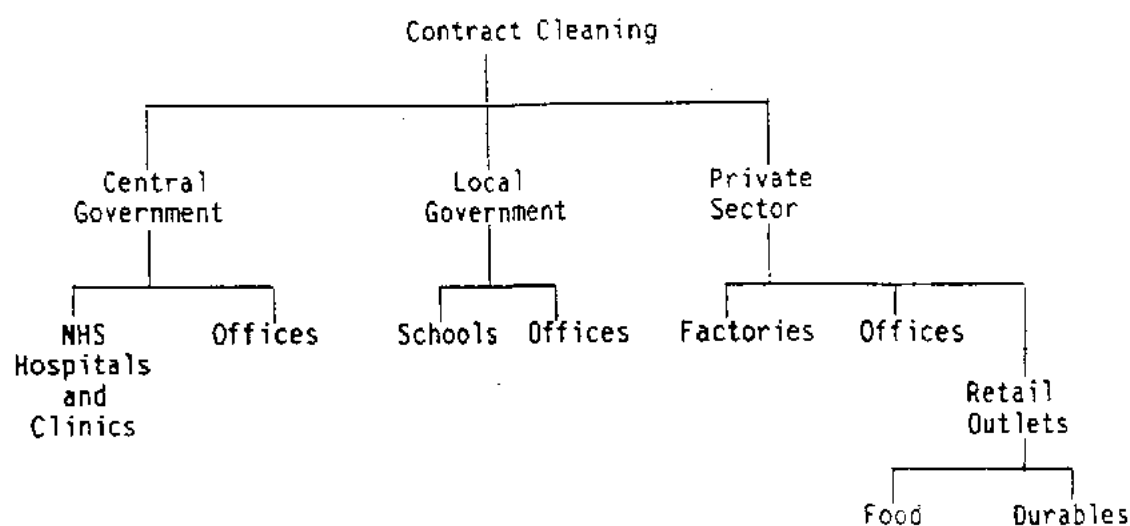 Contract Cleaning
Central
Government
Local
Government
Private
Sector
NHS
Hospitals
and
Clinics
Offices
Schools
Offices
Factories
Offices
Retail
Outlets
Food
Durables